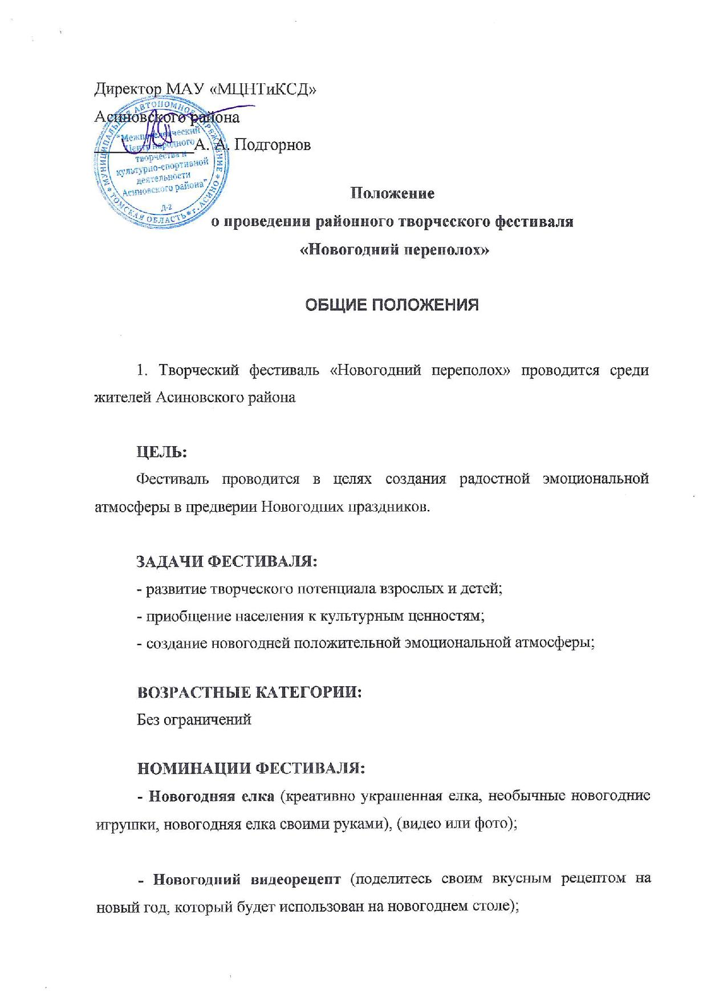 Директор МАУ «МЦНТиКСД»
Асиновского района
А. А. Подгорнов
МУНИЦИПАЛЬНОЕ АВТОНОМНОЕ УЧРЕЖДЕНИЕ * г. АСИНО * ТОМСКАЯ ОБЛАСТЬ *
"Межпоселенческий
Центр народного
творчества и
культурно-спортивной
деятельности
Асиновского района"
Д-2
Положение
о проведении районного творческого фестиваля
«Новогодний переполох»
ОБЩИЕ ПОЛОЖЕНИЯ
1. Творческий фестиваль «Новогодний переполох» проводится среди
жителей Асиновского района
ЦЕЛЬ:
Фестиваль проводится в целях создания радостной эмоциональной
атмосферы в предверии Новогодних праздников.
ЗАДАЧИ ФЕСТИВАЛЯ:
- развитие творческого потенциала взрослых и детей;
- приобщение населения к культурным ценностям;
- создание новогодней положительной эмоциональной атмосферы;
ВОЗРАСТНЫЕ КАТЕГОРИИ:
Без ограничений
НОМИНАЦИИ ФЕСТИВАЛЯ:
- Новогодняя елка (креативно украшенная елка, необычные новогодние
игрушки, новогодняя елка своими руками), (видео или фото);
- Новогодний видеорецепт (поделитесь своим вкусным рецептом на
новый год, который будет использован на новогоднем столе);